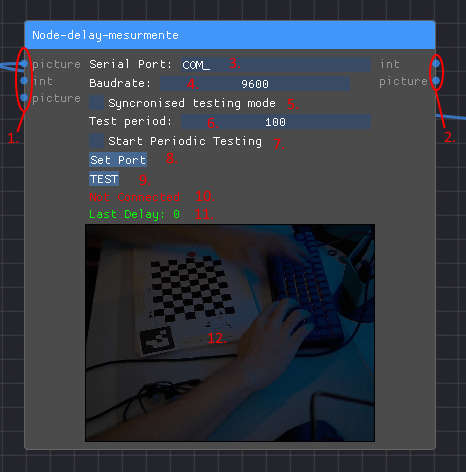 Node-delay-mesurmente
picture Serial Port: COM_ 3. int
int Baudrate: 4. 9600 picture
picture Syncronised testing mode 5.
1. Test period: 6. 100 2.
Start Periodic Testing 7.
Set Port 8.
TEST 9.
10.
Last Delay: 0 11.
12.